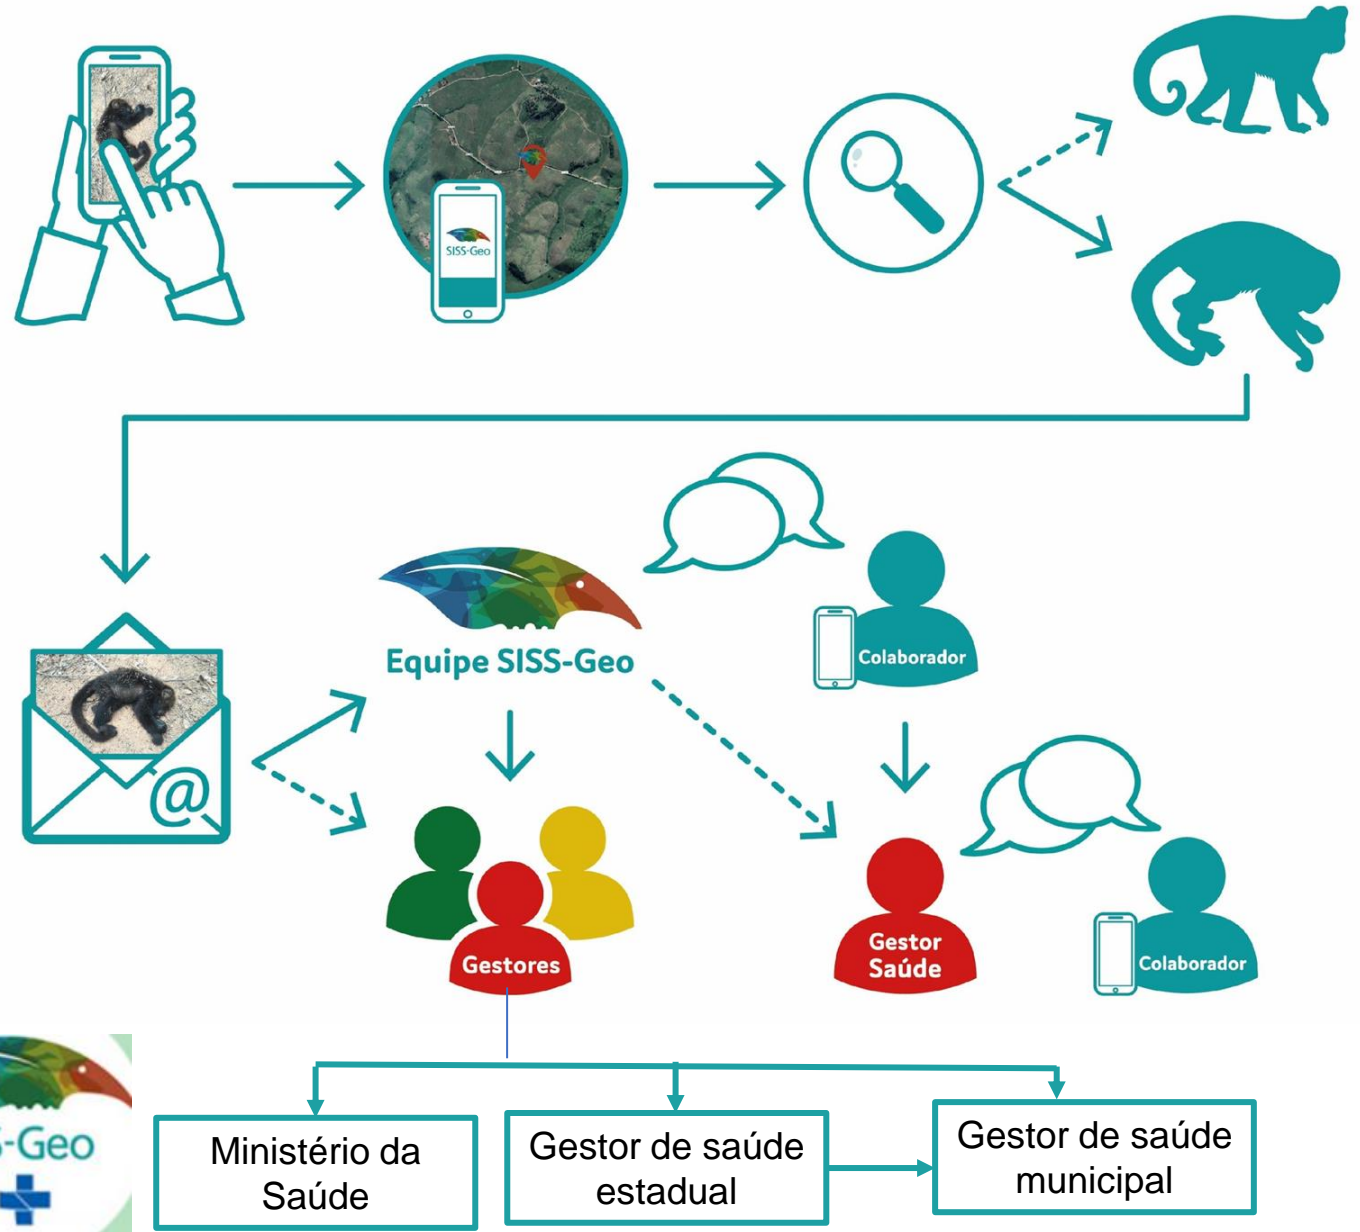 SISS-Geo
Equipe SISS-Geo
Colaborador
@
Gestores
Gestor
Saúde
Colaborador
-Geo
Ministério da
Saúde
Gestor de saúde
estadual
Gestor de saúde
municipal